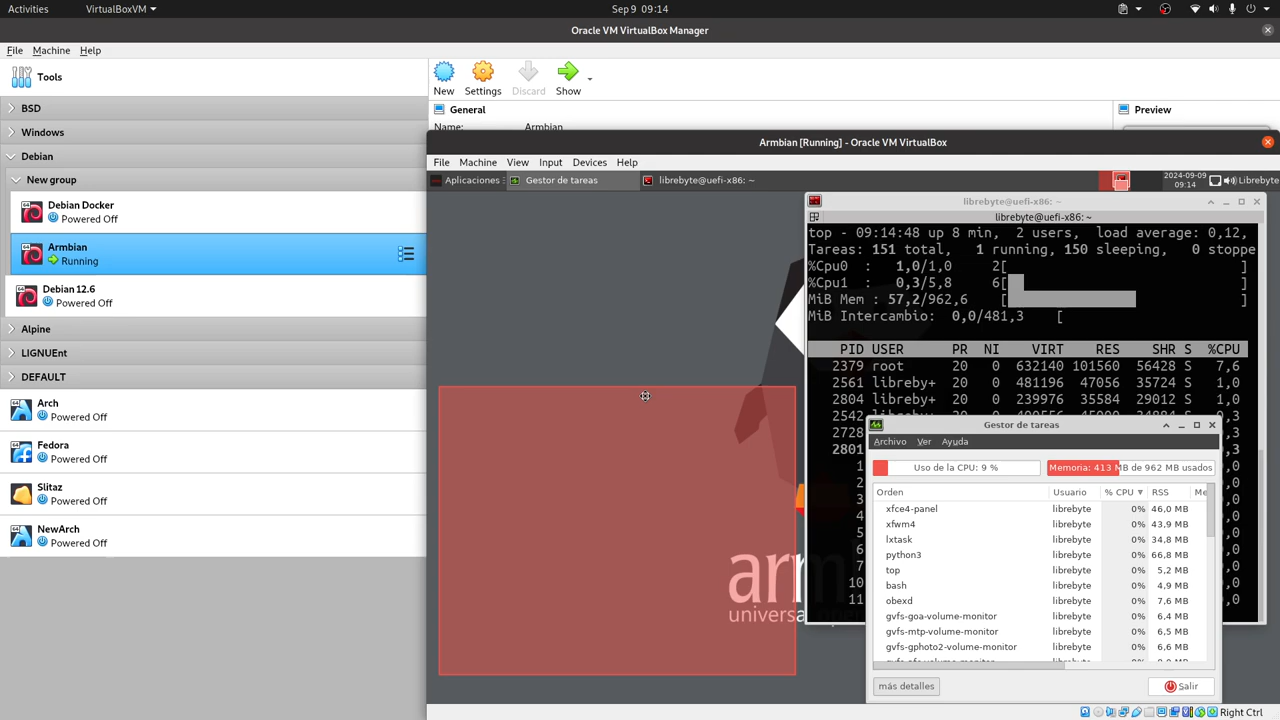 Activities
VirtualBoxVM
Sep 9 09:14
Oracle VM VirtualBox Manager
File Machine Help
Tools
New Settings Discard Show
BSD
Windows
Debian
New group
Debian Docker
Powered Off
Armbian
Running
Debian 12.6
Powered Off
Alpine
LIGNUEnt
DEFAULT
Arch
Powered Off
Fedora
Powered Off
Slitaz
Powered Off
NewArch
Powered Off
General
Preview
Name: Armbian
Armbian [Running] - Oracle VM VirtualBox
File Machine View Input Devices Help
Aplicaciones
Gestor de tareas
librebyte@uefi-x86: ~
2024-09-09
09:14
Librebyte
librebyte@uefi-x86: ~
librebyte@uefi-x86: ~
top - 09:14:48 up 8 min, 2 users, load average: 0,12,
Tareas: 151 total, 1 running, 150 sleeping, 0 stoppe
%Cpu0 : 1,0/1,0 2[ ]
%Cpu1 : 0,3/5,8 6[ ]
MiB Mem : 57,2/962,6 [ ]
MiB Intercambio: 0,0/481,3 [
PID USER PR NI VIRT RES SHR S %CPU
2379 root 20 0 632140 101560 56428 S 7,6
2561 libreby+ 20 0 481196 47056 35724 S 1,0
2804 libreby+ 20 0 239976 35584 29012 S 1,0
2542
2728
2801
Gestor de tareas
Archivo Ver Ayuda
Uso de la CPU: 9 %
Memoria: 413 MB de 962 MB usados
Orden Usuario % CPU RSS Me
xfce4-panel librebyte 0% 46,0 MB
xfwm4 librebyte 0% 43,9 MB
lxtask librebyte 0% 34,8 MB
python3 librebyte 0% 66,8 MB
top librebyte 0% 5,2 MB
bash librebyte 0% 4,9 MB
obexd librebyte 0% 7,6 MB
gvfs-goa-volume-monitor librebyte 0% 6,4 MB
gvfs-mtp-volume-monitor librebyte 0% 6,5 MB
gvfs-gphoto2-volume-monitor librebyte 0% 6,6 MB
más detalles
Salir
arm
universal
Right Ctrl